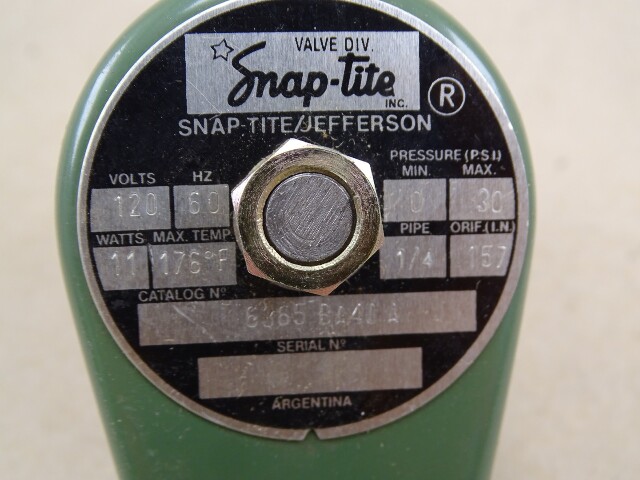 VALVE DIV.
Snap-tite
INC.
®
SNAP-TITE/JEFFERSON
VOLTS HZ
120 60
WATTS MAX. TEMP.
11 176°F
PRESSURE (P.S.I.)
MIN. MAX.
0 30
PIPE ORIF. (I.N.)
1/4 157
CATALOG Nº
SERIAL Nº
ARGENTINA